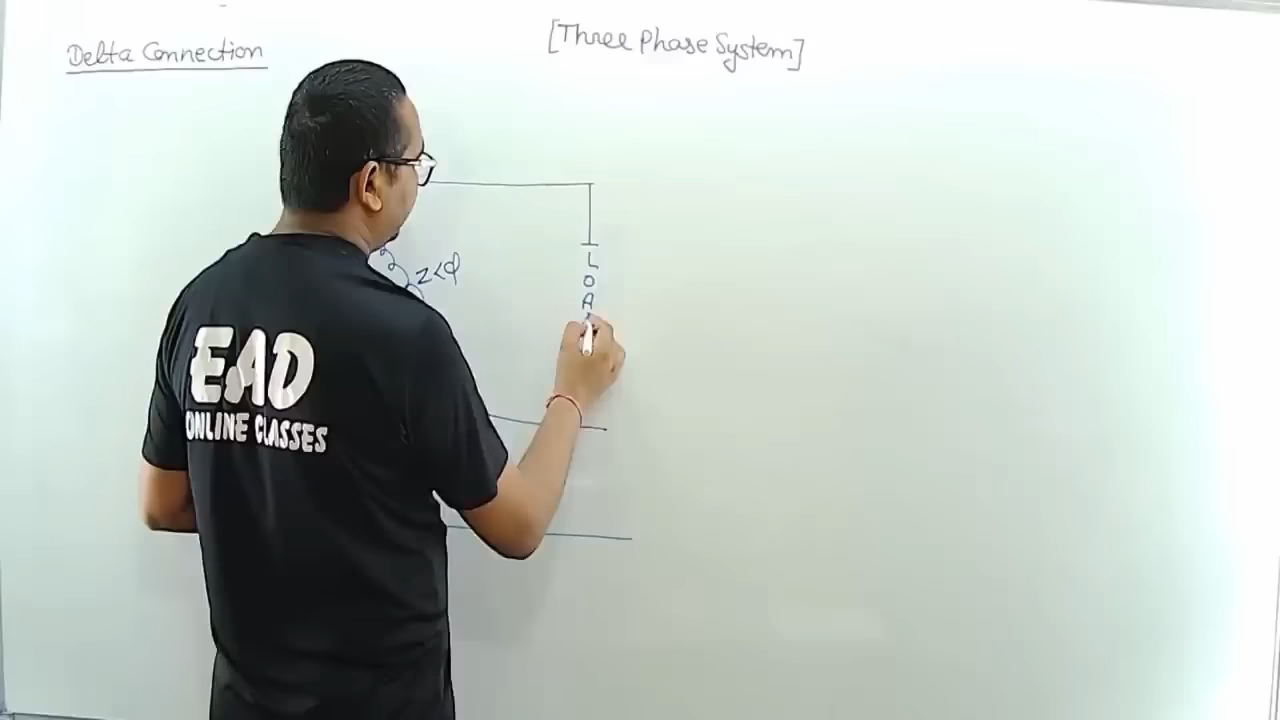 Delta Connection
[Three Phase System]
Z<φ
L
O
A
EAD
ONLINE CLASSES